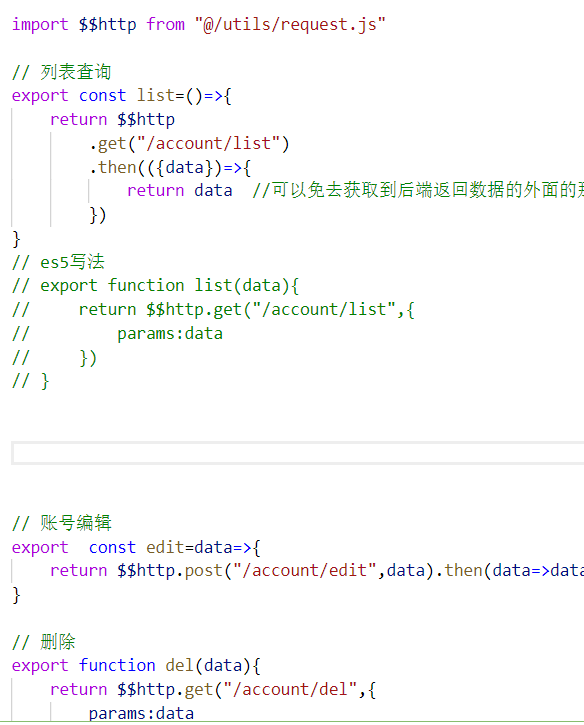 import $$http from "@/utils/request.js"
// 列表查询
export const list=()=>{
return $$http
.get("/account/list")
.then(({data})=>{
return data //可以免去获取到后端返回数据的外面的
})
}
// es5写法
// export function list(data){
// return $$http.get("/account/list",{
// params:data
// })
// }
// 账号编辑
export const edit=data=>{
return $$http.post("/account/edit",data).then(data=>data
}
// 删除
export function del(data){
return $$http.get("/account/del",{
params:data